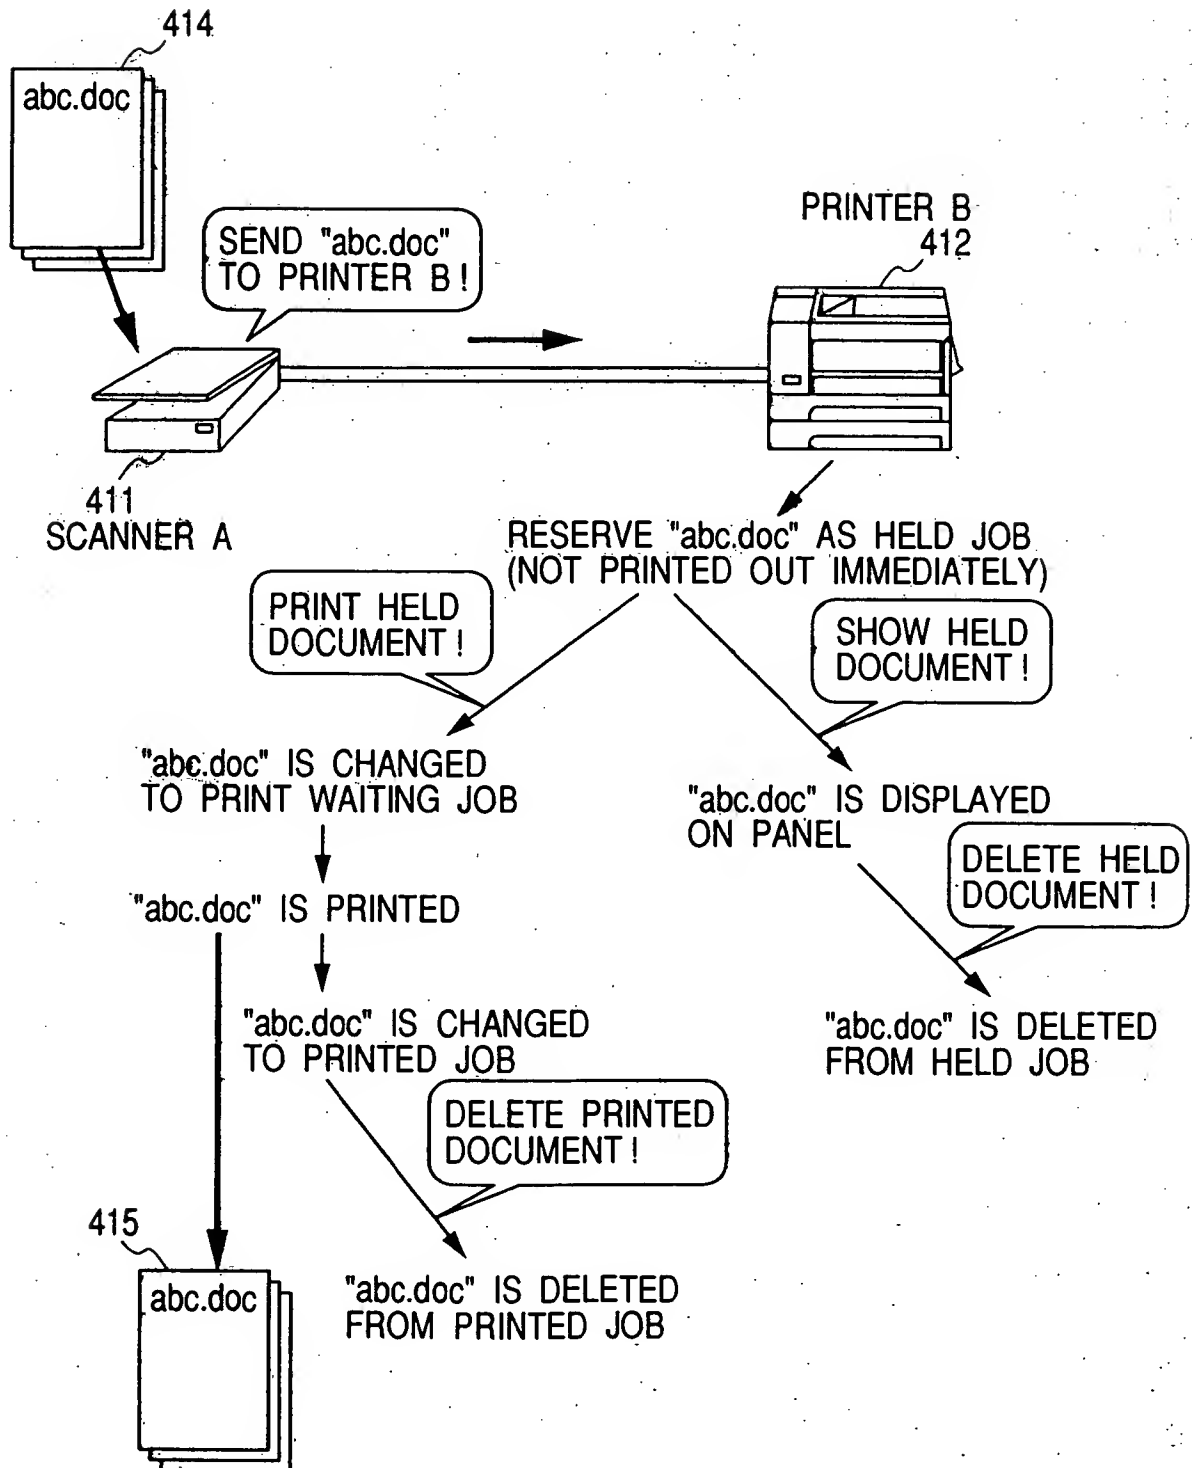 414
abc.doc
SEND "abc.doc"
TO PRINTER B !
PRINTER B
412
411
SCANNER A
RESERVE "abc.doc" AS HELD JOB
(NOT PRINTED OUT IMMEDIATELY)
PRINT HELD
DOCUMENT !
SHOW HELD
DOCUMENT !
"abc.doc" IS CHANGED
TO PRINT WAITING JOB
"abc.doc" IS DISPLAYED
ON PANEL
DELETE HELD
DOCUMENT !
"abc.doc" IS PRINTED
"abc.doc" IS CHANGED
TO PRINTED JOB
"abc.doc" IS DELETED
FROM HELD JOB
DELETE PRINTED
DOCUMENT !
415
abc.doc
"abc.doc" IS DELETED
FROM PRINTED JOB